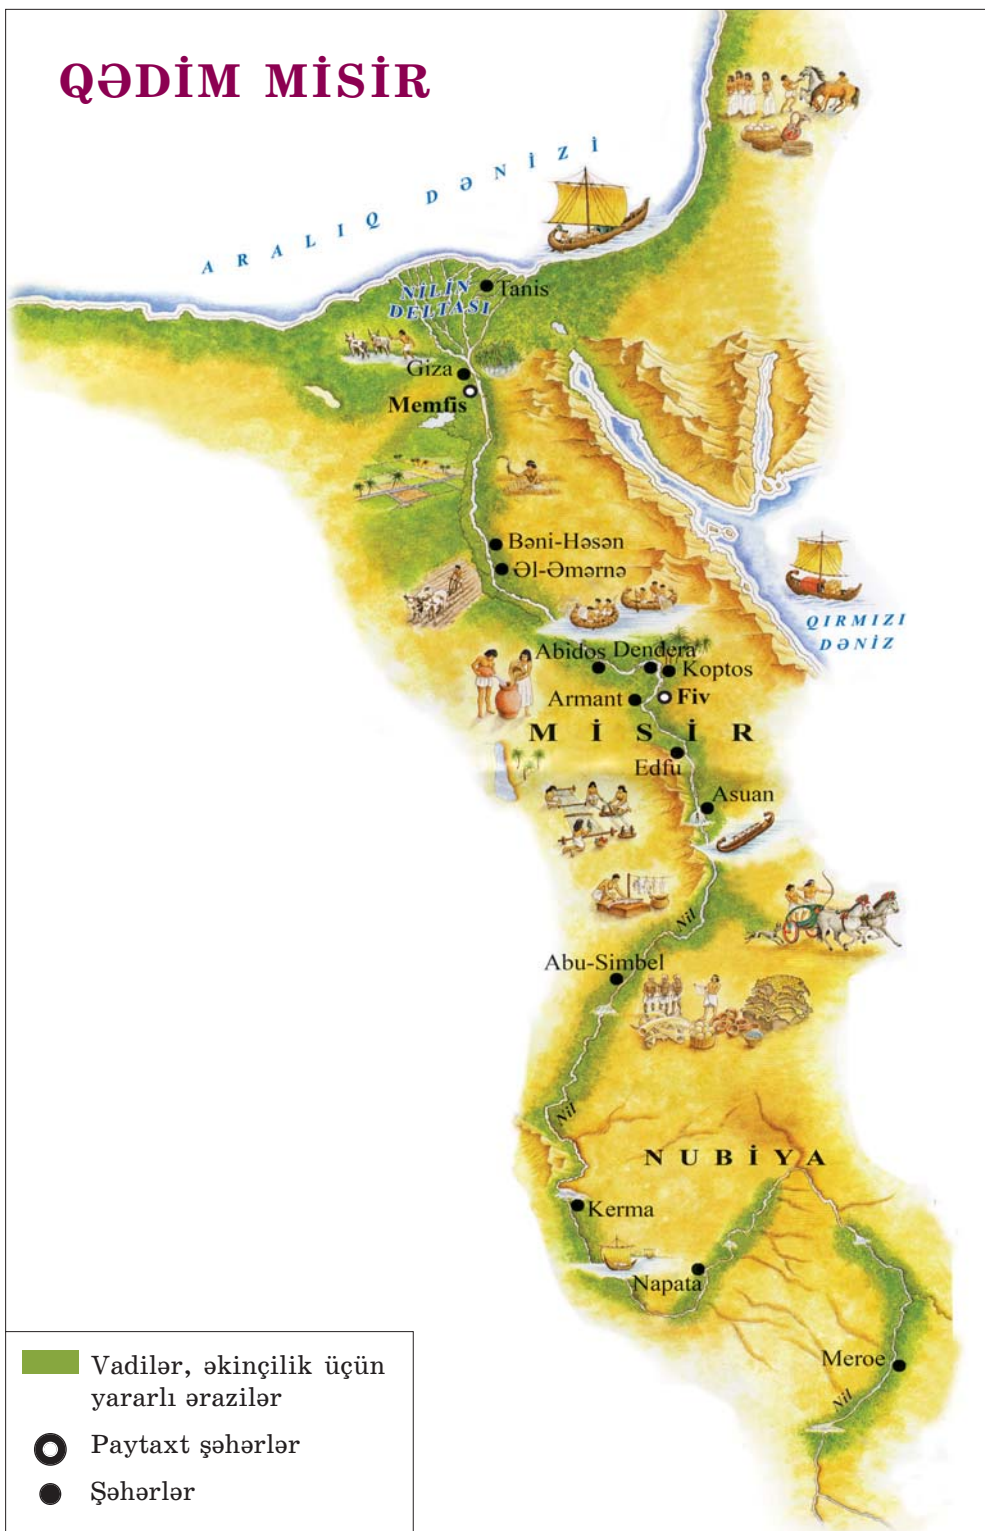 QƏDİM MİSİR
ARALIQ DƏNİZİ
NİLİN
DELTASI
Tanis
Giza
Memfis
Bəni-Həsən
Əl-Əmərnə
QIRMIZI
DƏNİZ
Abidos
Dendera
Koptos
Armant
Fiv
MİSİR
Edfu
Asuan
Nil
Abu-Simbel
Nil
NUBİYA
Kerma
Napata
Meroe
Nil
Vadilər, əkinçilik üçün
yararlı ərazilər
Paytaxt şəhərlər
Şəhərlər